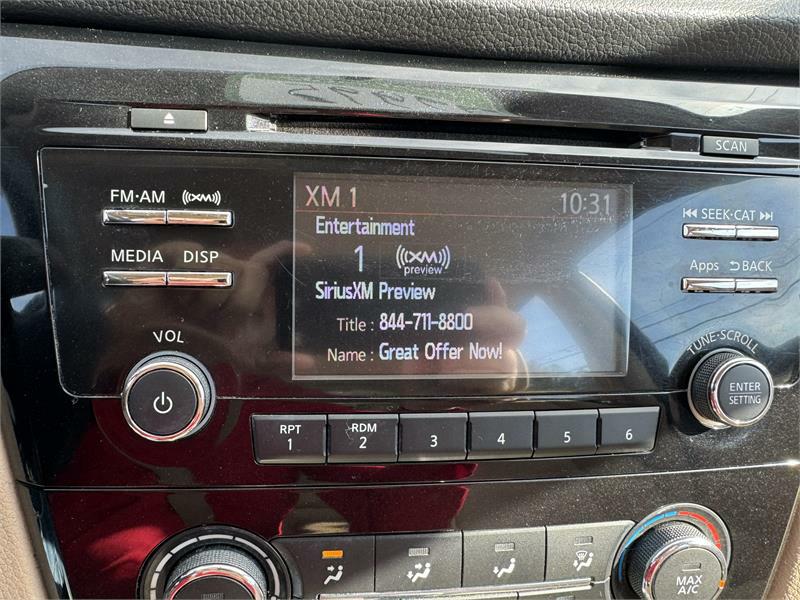 SCAN
FM·AM ((XM))
MEDIA DISP
VOL
XM 1 10:31
Entertainment
1 ((XM))
preview
SiriusXM Preview
Title : 844-711-8800
Name : Great Offer Now!
SEEK·CAT
Apps BACK
TUNE·SCROLL
ENTER
SETTING
RPT
1
RDM
2
3
4
5
6
MAX
A/C